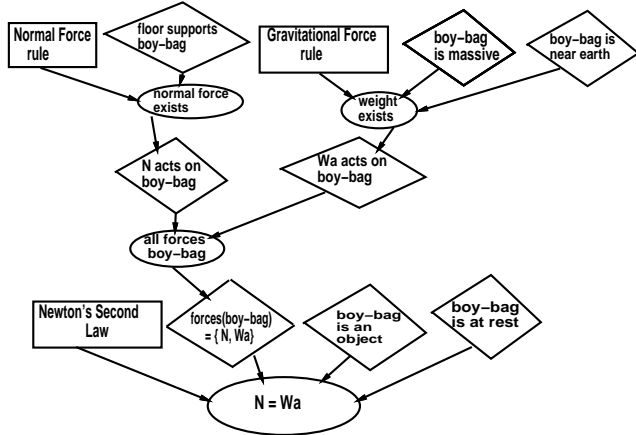 Normal Force
rule
floor supports
boy-bag
Gravitational Force
rule
boy-bag
is massive
boy-bag is
near earth
normal force
exists
weight
exists
N acts on
boy-bag
Wa acts on
boy-bag
all forces
boy-bag
Newton's Second
Law
forces(boy-bag)
= { N, Wa}
boy-bag
is an
object
boy-bag
is at rest
N = Wa